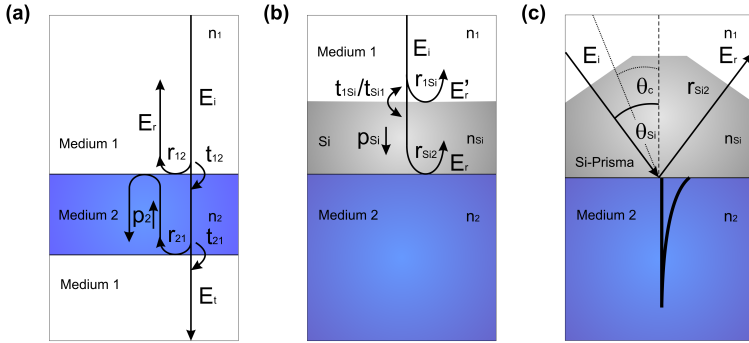 (a)
n1
Ei
Er
Medium 1
r12
t12
Medium 2
p2
n2
r21
t21
Medium 1
Et
(b)
n1
Medium 1
Ei
r1Si
Er'
t1Si/tSi1
Si
pSi
nSi
rSi2
Er
Medium 2
n2
(c)
n1
Ei
Er
θc
rSi2
θSi
nSi
Si-Prisma
Medium 2
n2